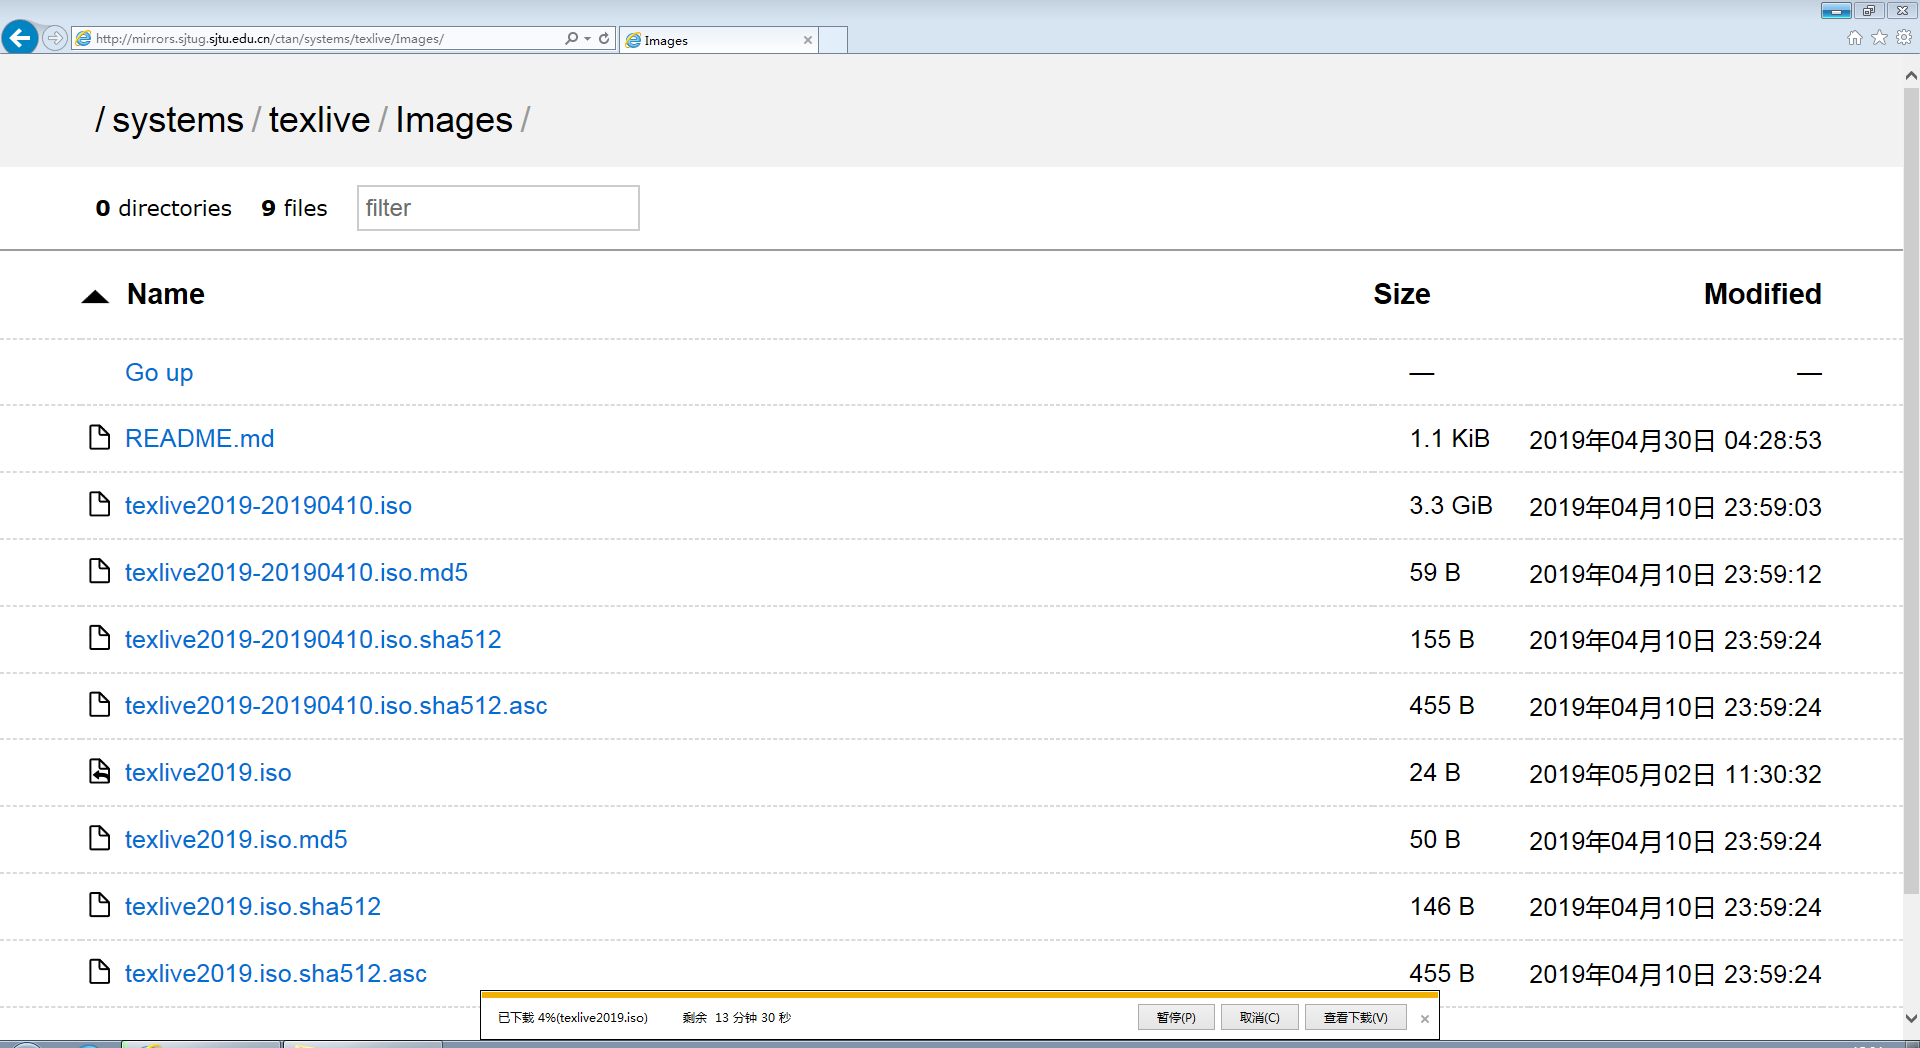 http://mirrors.sjtug.sjtu.edu.cn/ctan/systems/texlive/Images/
Images
/ systems / texlive / Images /
0 directories 9 files filter
Name Size Modified
Go up — —
README.md 1.1 KiB 2019年04月30日 04:28:53
texlive2019-20190410.iso 3.3 GiB 2019年04月10日 23:59:03
texlive2019-20190410.iso.md5 59 B 2019年04月10日 23:59:12
texlive2019-20190410.iso.sha512 155 B 2019年04月10日 23:59:24
texlive2019-20190410.iso.sha512.asc 455 B 2019年04月10日 23:59:24
texlive2019.iso 24 B 2019年05月02日 11:30:32
texlive2019.iso.md5 50 B 2019年04月10日 23:59:24
texlive2019.iso.sha512 146 B 2019年04月10日 23:59:24
texlive2019.iso.sha512.asc 455 B 2019年04月10日 23:59:24
已下载 4%(texlive2019.iso) 剩余 13 分钟 30 秒 暂停(P) 取消(C) 查看下载(V)